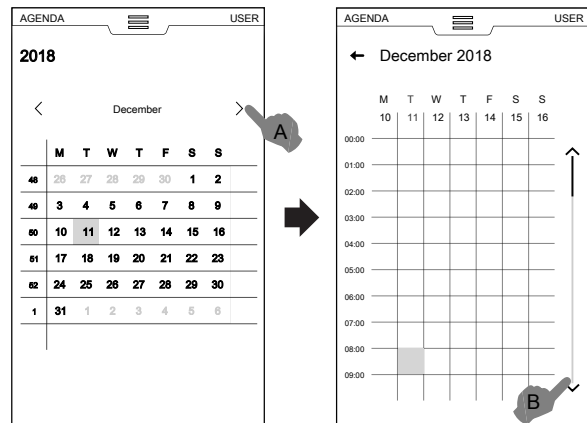 AGENDA USER
2018
December
A
M T W T F S S
48 26 27 28 29 30 1 2
49 3 4 5 6 7 8 9
50 10 11 12 13 14 15 16
51 17 18 19 20 21 22 23
52 24 25 26 27 28 29 30
1 31 1 2 3 4 5 6
AGENDA USER
December 2018
M T W T F S S
10 11 12 13 14 15 16
00:00
01:00
02:00
03:00
04:00
05:00
06:00
07:00
08:00
09:00
B